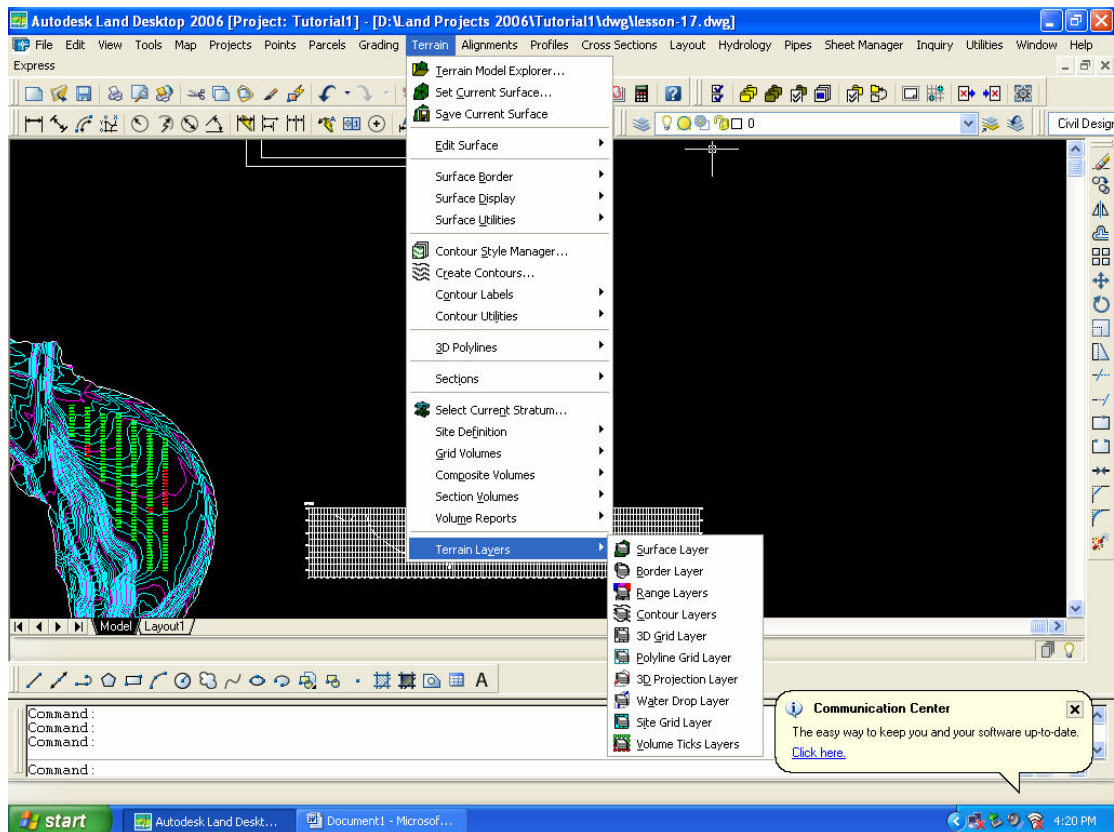 Autodesk Land Desktop 2006 [Project: Tutorial1] - [D:\Land Projects 2006\Tutorial1\dwg\lesson-17.dwg]
File Edit View Tools Map Projects Points Parcels Grading Terrain Alignments Profiles Cross Sections Layout Hydrology Pipes Sheet Manager Inquiry Utilities Window Help
Express
Terrain Model Explorer...
Set Current Surface...
Save Current Surface
0
Civil Design
Edit Surface
Surface Border
Surface Display
Surface Utilities
Contour Style Manager...
Create Contours...
Contour Labels
Contour Utilities
3D Polylines
Sections
Select Current Stratum...
Site Definition
Grid Volumes
Composite Volumes
Section Volumes
Volume Reports
Terrain Layers
Surface Layer
Border Layer
Range Layers
Contour Layers
3D Grid Layer
Polyline Grid Layer
3D Projection Layer
Water Drop Layer
Site Grid Layer
Volume Ticks Layers
Model Layout1
A
Command:
Command:
Command:
Command:
Communication Center
The easy way to keep you and your software up-to-date.
Click here.
start Autodesk Land Deskt... Document1 - Microsof... 4:20 PM